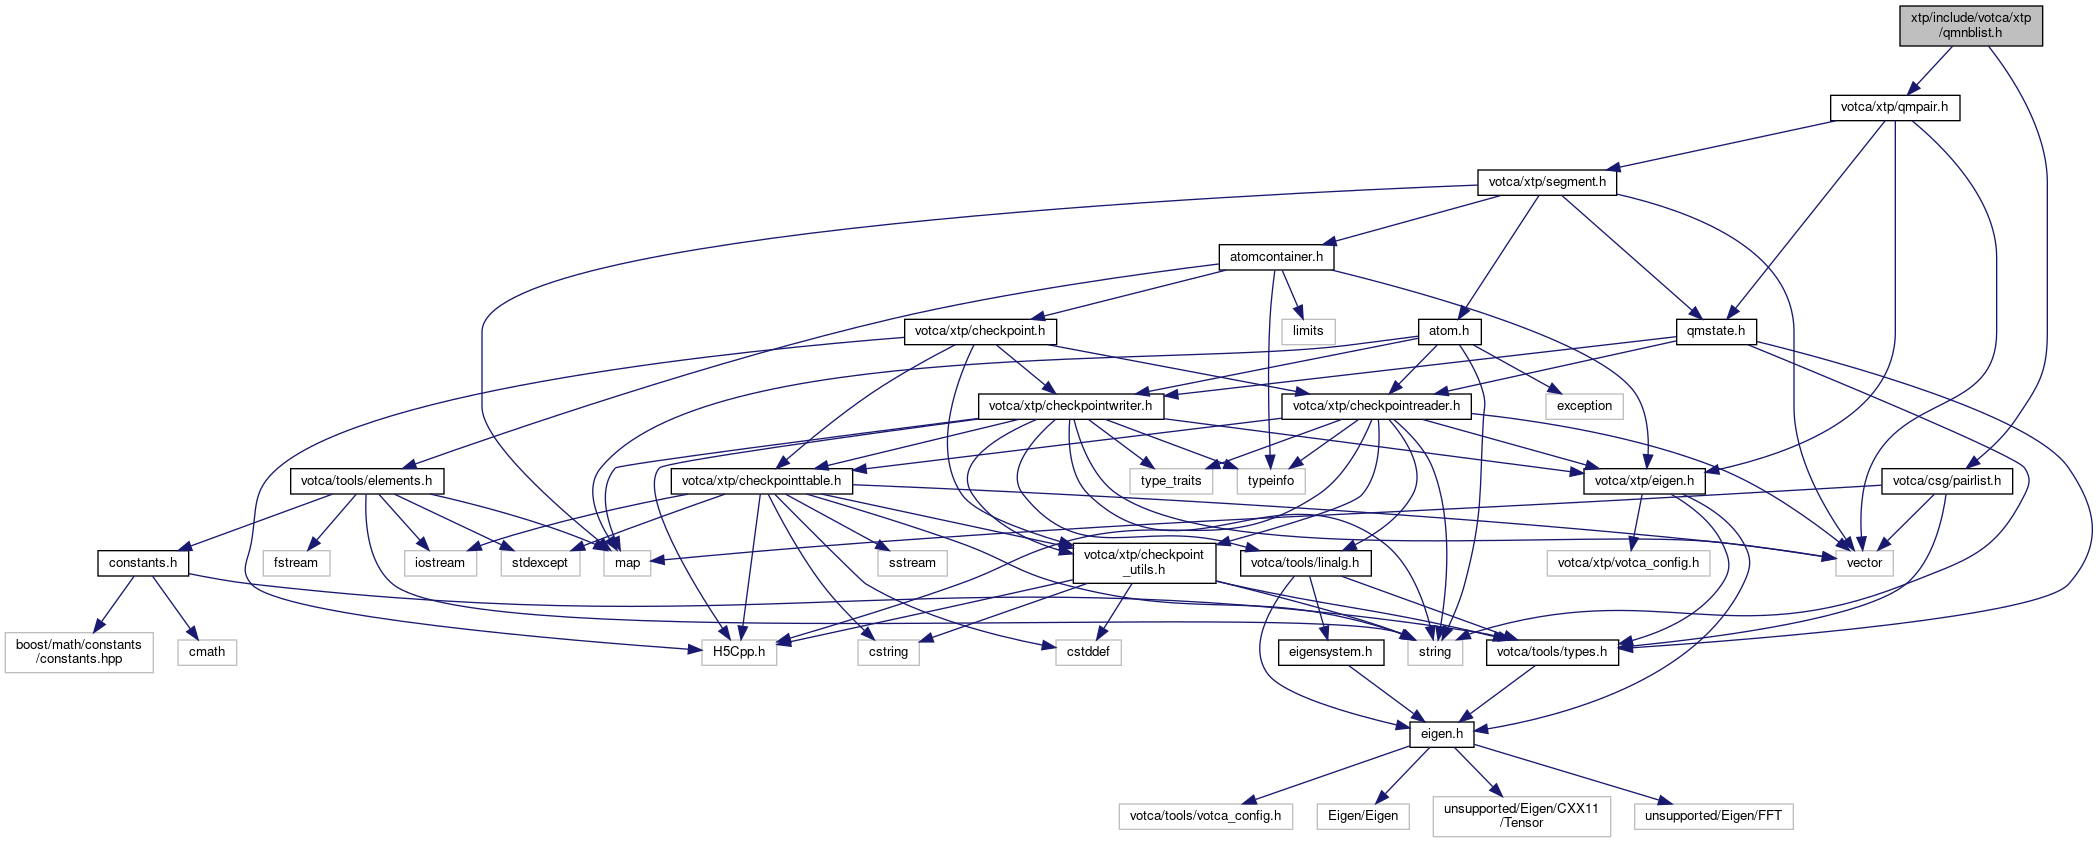 xtp/include/votca/xtp
/qmnblist.h
votca/xtp/qmpair.h
votca/xtp/segment.h
atomcontainer.h
votca/xtp/checkpoint.h
limits
atom.h
qmstate.h
votca/xtp/checkpointwriter.h
votca/xtp/checkpointreader.h
exception
votca/tools/elements.h
votca/xtp/checkpointtable.h
type_traits
typeinfo
votca/xtp/eigen.h
votca/csg/pairlist.h
constants.h
fstream
iostream
stdexcept
map
sstream
votca/xtp/checkpoint
_utils.h
votca/tools/linalg.h
votca/xtp/votca_config.h
vector
boost/math/constants
/constants.hpp
cmath
H5Cpp.h
cstring
cstddef
eigensystem.h
string
votca/tools/types.h
eigen.h
votca/tools/votca_config.h
Eigen/Eigen
unsupported/Eigen/CXX11
/Tensor
unsupported/Eigen/FFT